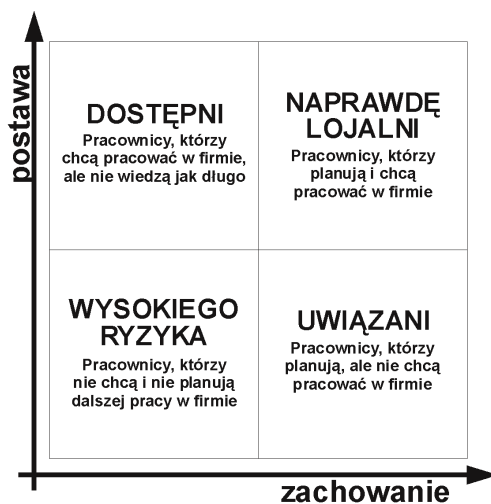 postawa
DOSTĘPNI
Pracownicy, którzy
chcą pracować w firmie,
ale nie wiedzą jak długo
NAPRAWDĘ
LOJALNI
Pracownicy, którzy
planują i chcą
pracować w firmie
WYSOKIEGO
RYZYKA
Pracownicy, którzy
nie chcą i nie planują
dalszej pracy w firmie
UWIĄZANI
Pracownicy, którzy
planują, ale nie chcą
pracować w firmie
zachowanie